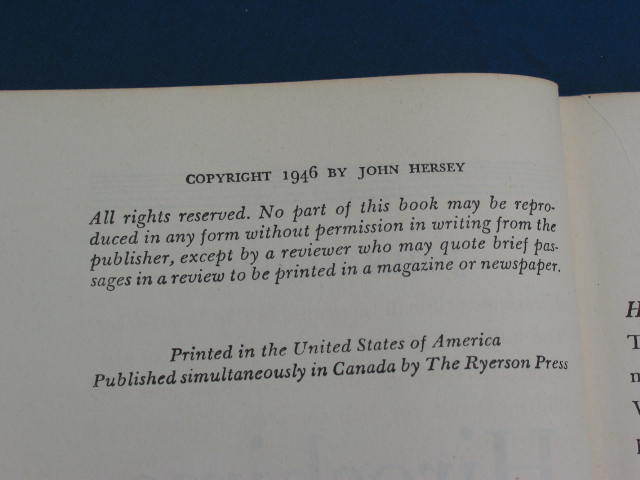 COPYRIGHT 1946 BY JOHN HERSEY
All rights reserved. No part of this book may be repro-
duced in any form without permission in writing from the
publisher, except by a reviewer who may quote brief pas-
sages in a review to be printed in a magazine or newspaper.
Printed in the United States of America
Published simultaneously in Canada by The Ryerson Press